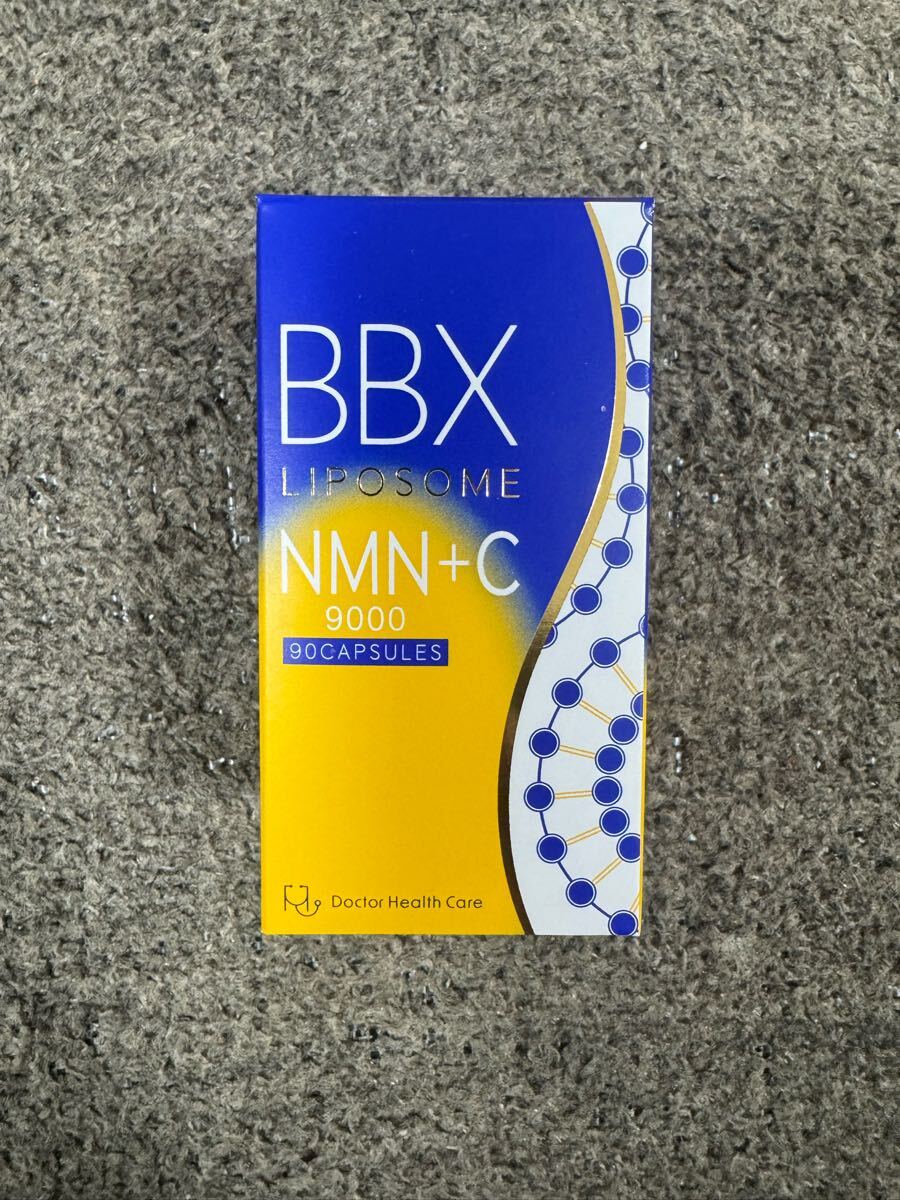 BBX
LIPOSOME
NMN+C
9000
90CAPSULES
Doctor Health Care